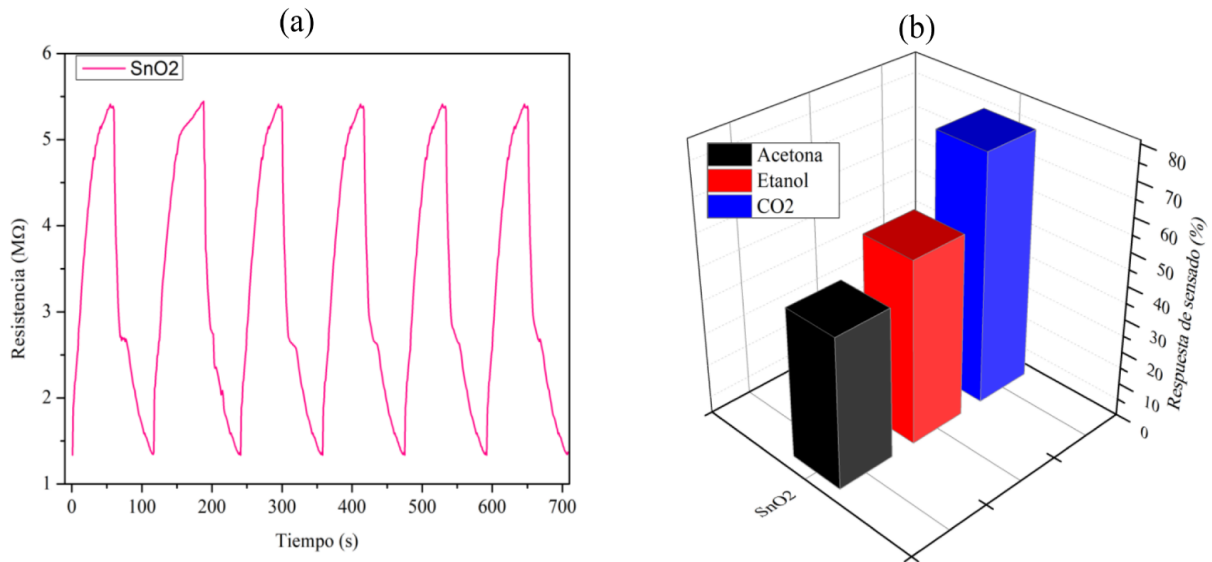 (a)
SnO2
Resistencia (MΩ)
6
5
4
3
2
1
0 100 200 300 400 500 600 700
Tiempo (s)
(b)
Acetona
Etanol
CO2
80
70
60
50
40
30
20
10
0
Respuesta de sensado (%)
SnO2